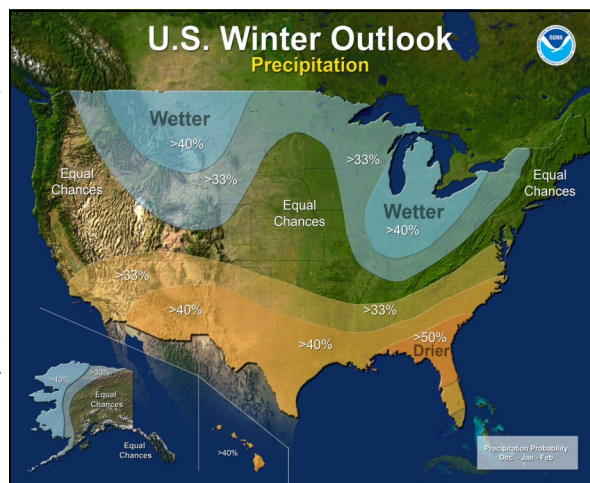 U.S. Winter Outlook
Precipitation
NOAA
Wetter
>40%
>33%
Equal
Chances
>33%
Equal
Chances
Wetter
>40%
Equal
Chances
>33%
>40%
>40%
>33%
>50%
Drier
>40%
>33%
Equal
Chances
Equal
Chances
>40%
Precipitation Probability
Dec. - Jan - Feb